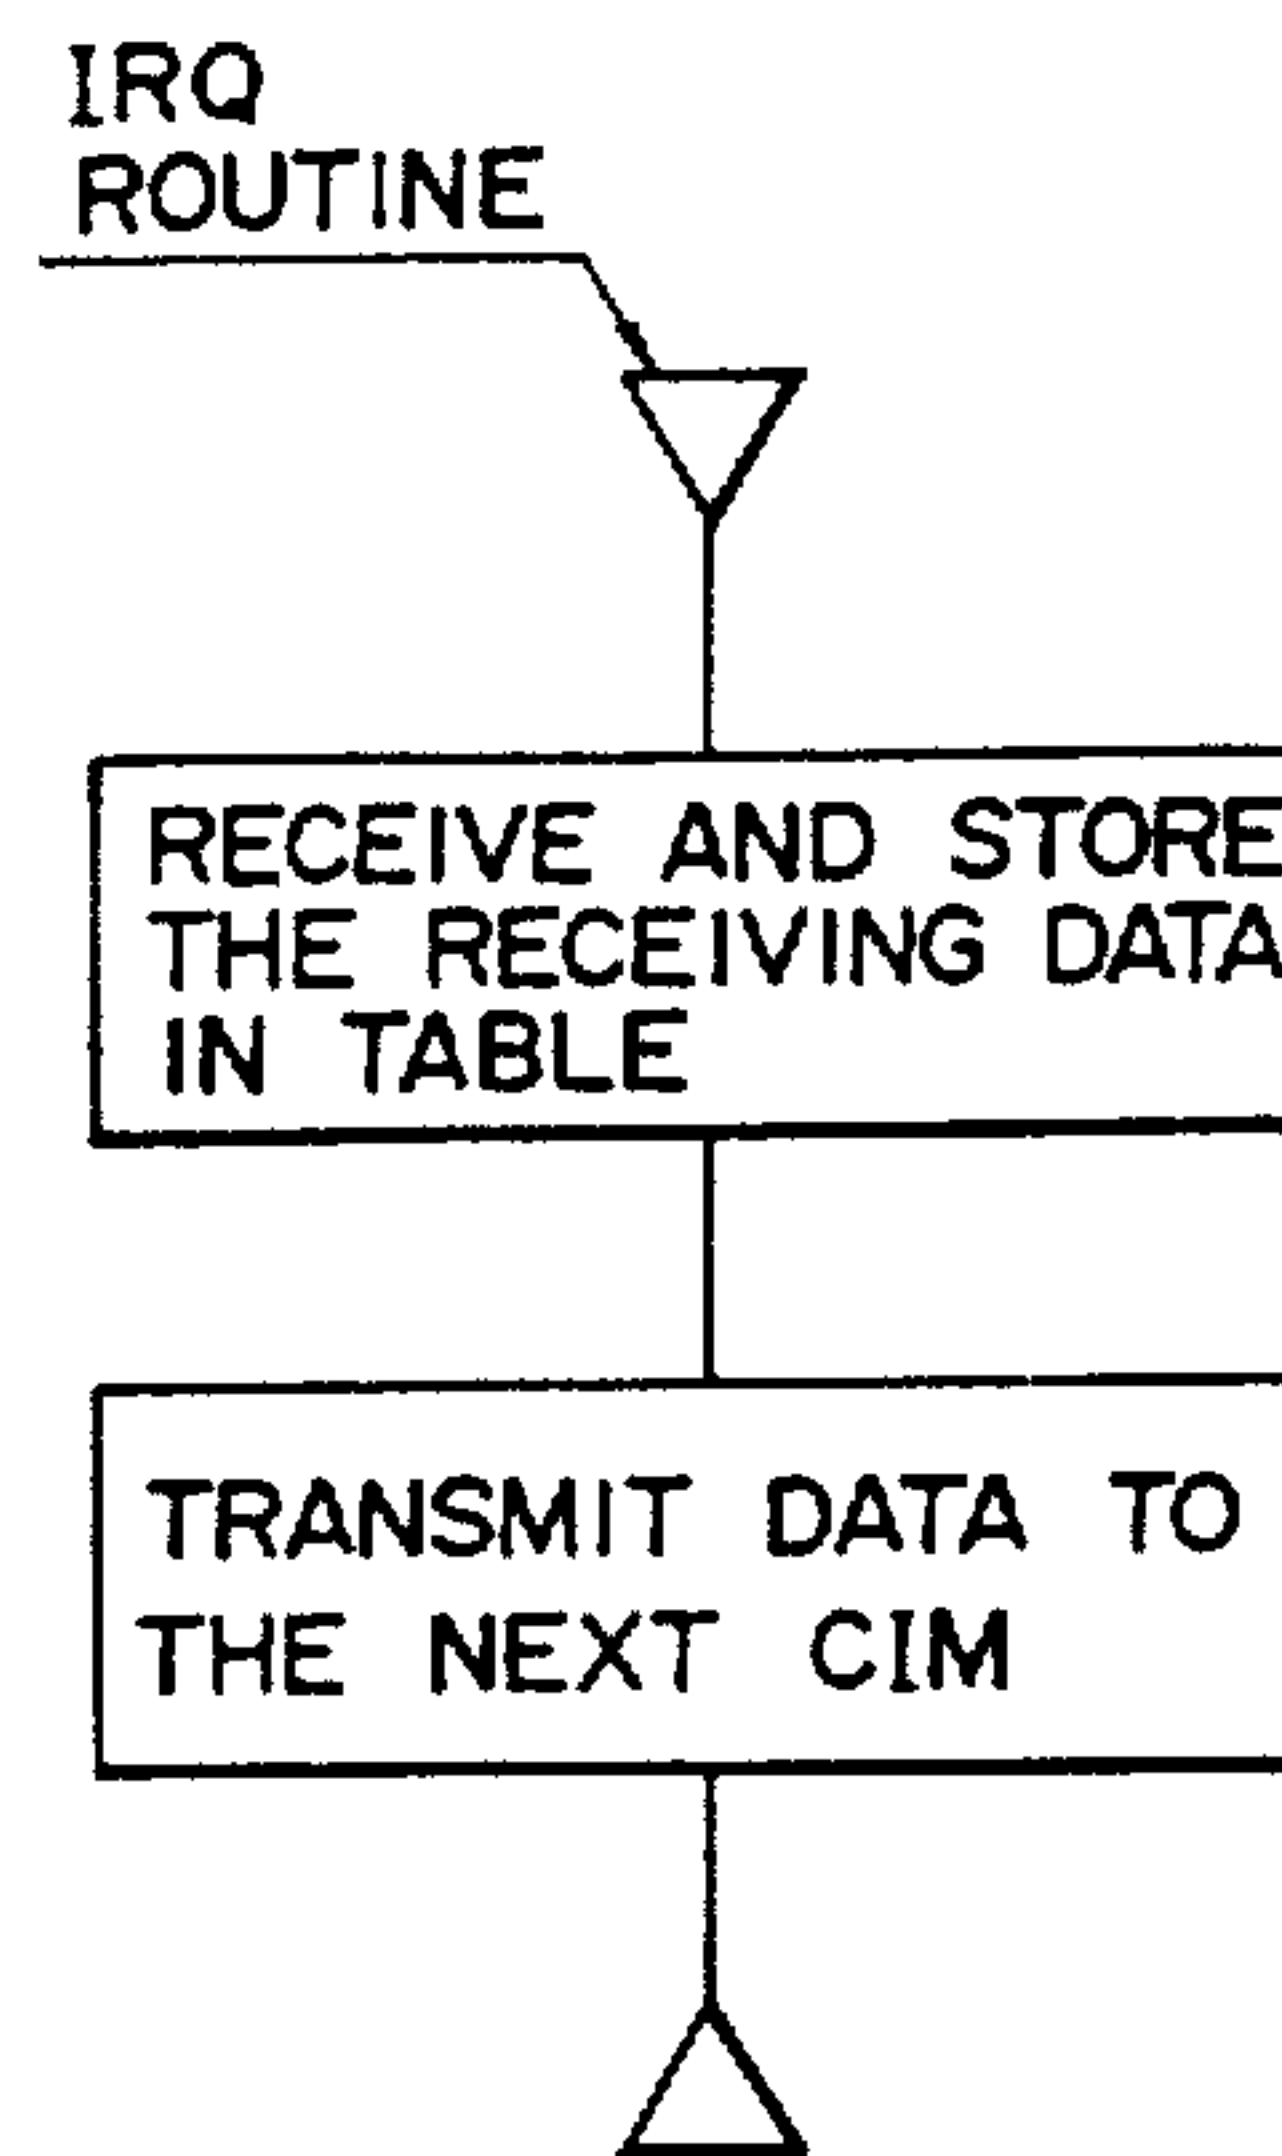 IRQ
ROUTINE
RECEIVE AND STORE
THE RECEIVING DATA
IN TABLE
TRANSMIT DATA TO
THE NEXT CIM